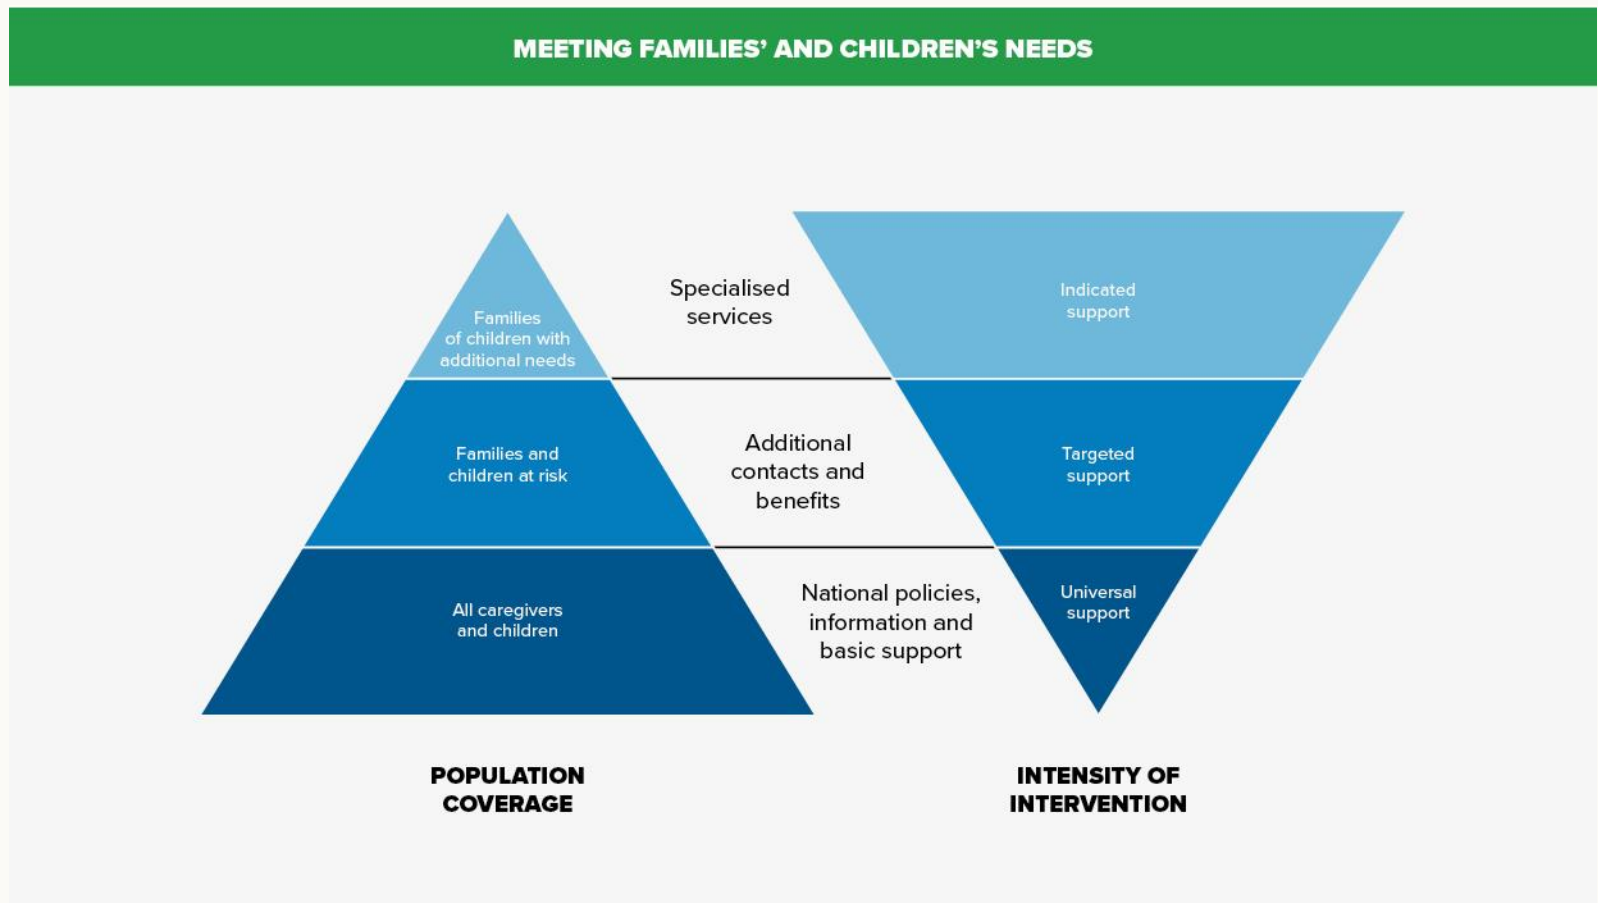 MEETING FAMILIES’ AND CHILDREN’S NEEDS
Families
of children with
additional needs
Specialised
services
Indicated
support
Families and
children at risk
Additional
contacts and
benefits
Targeted
support
All caregivers
and children
National policies,
information and
basic support
Universal
support
POPULATION
COVERAGE
INTENSITY OF
INTERVENTION